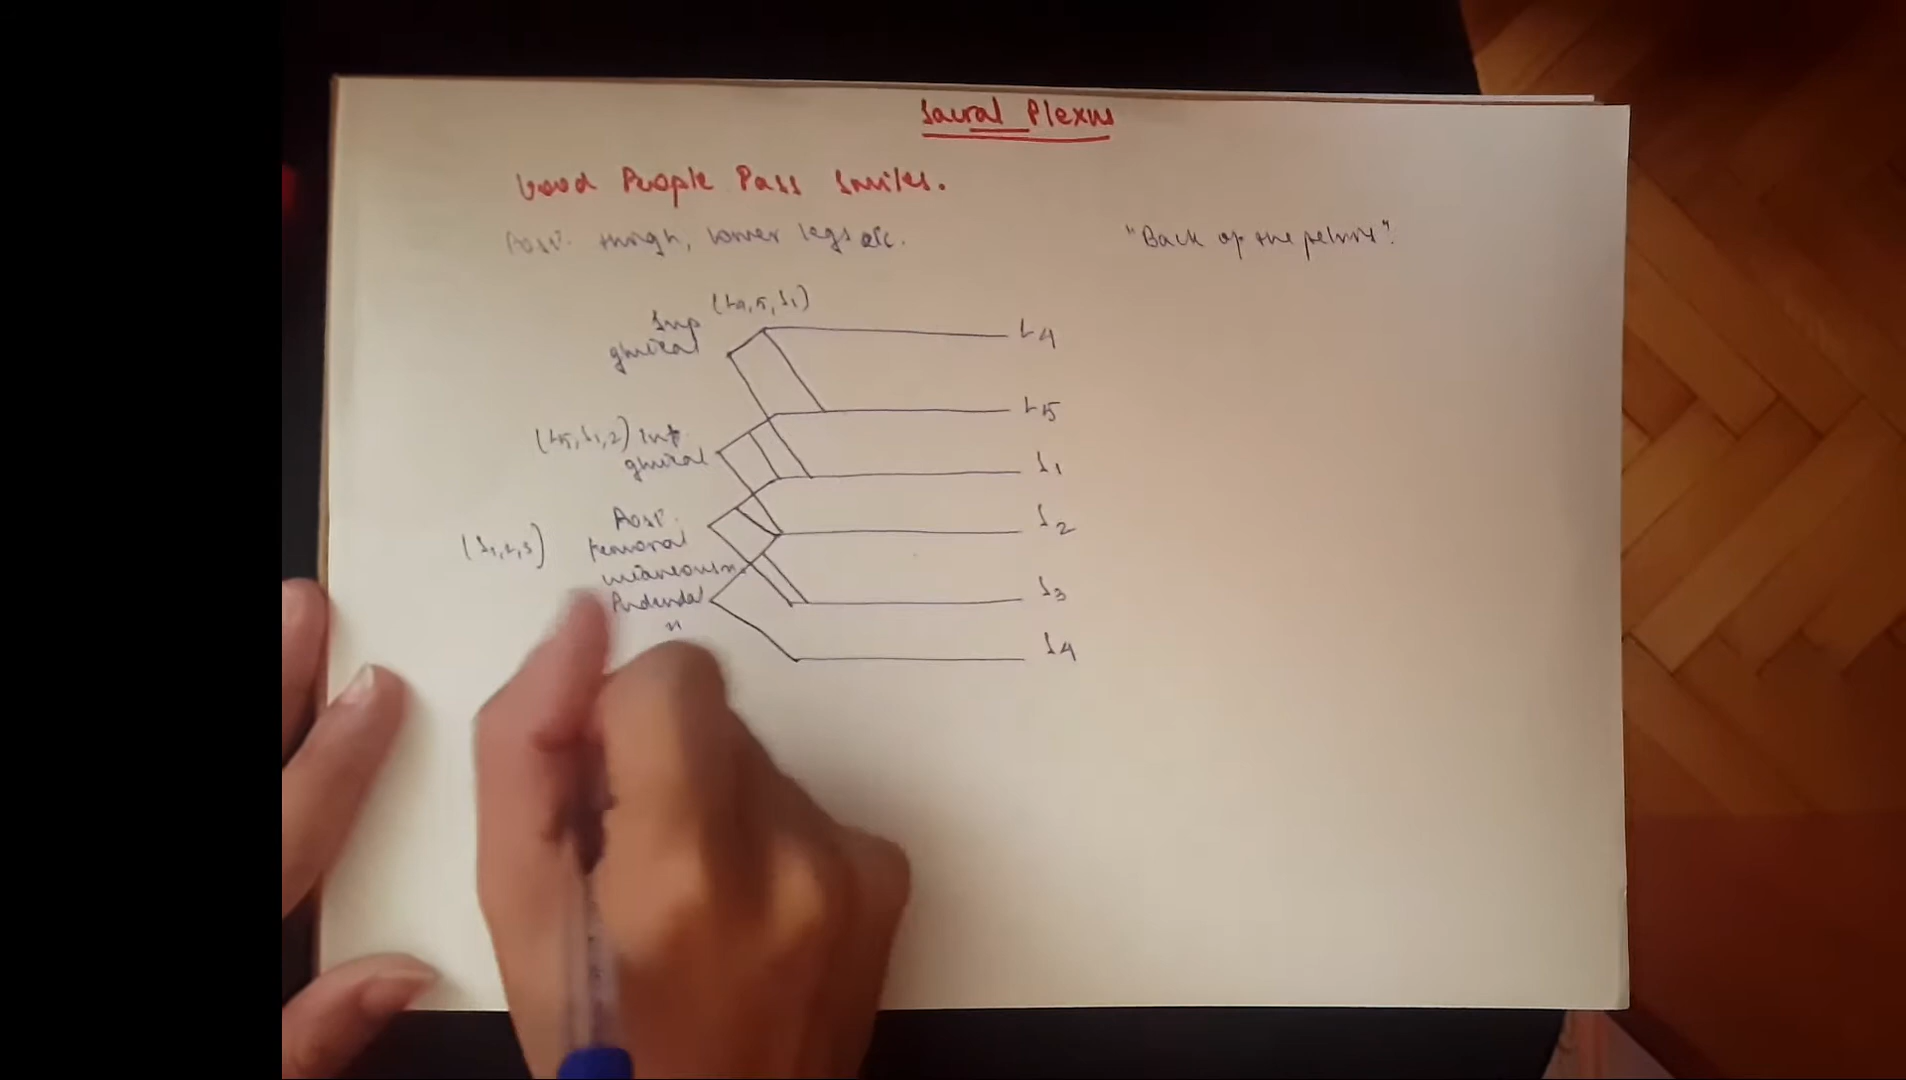 Sacral Plexus
Good People Pass Smiles.
Post. thigh, lower legs etc.
"Back of the pelvis".
(L4, 5, S1)
Sup
gluteal
L4
L5
(L5, S1, 2) Inf.
gluteal
S1
Post.
S2
(S1, 2, 3)
femoral
cutaneous n.
Pudendal
n
S3
S4